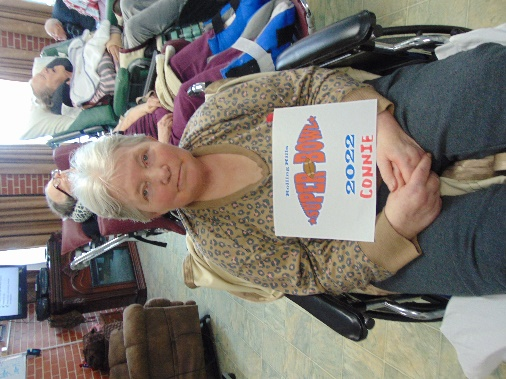 Rolling Hills
SUPER BOWL
2022
CONNIE